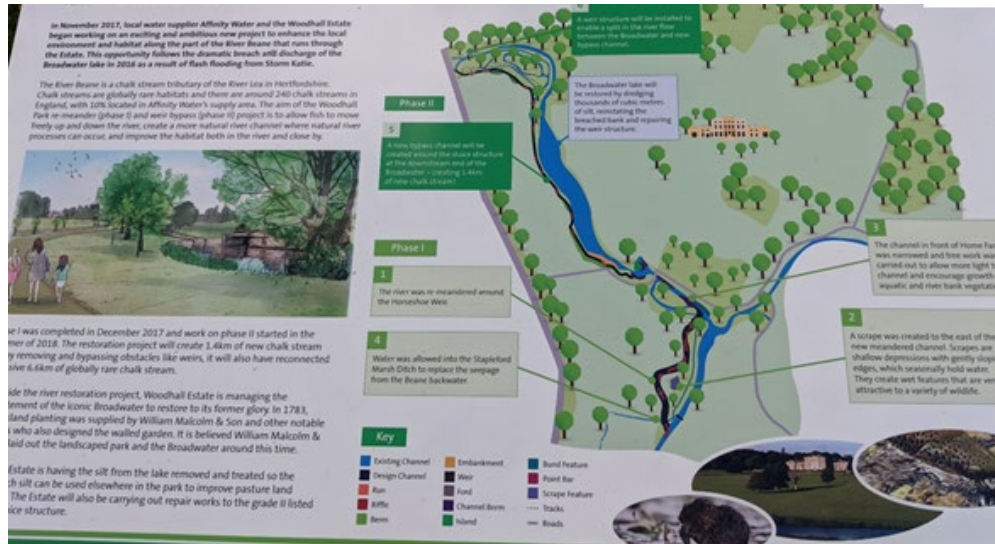 In November 2017, local water supplier Affinity Water and the Woodhall Estate
began working on an exciting and ambitious new project to enhance the local
environment and habitat along the part of the River Beane that runs through
the Estate. This opportunity follows the dramatic breach and discharge of the
Broadwater lake in 2016 as a result of flash flooding from Storm Katie.
The River Beane is a chalk stream tributary of the River Lea in Hertfordshire.
Chalk streams are globally rare habitats and there are around 240 chalk streams in
England, with 10% located in Affinity Water's supply area. The aim of the Woodhall
Park re-meander (phase I) and weir bypass (phase II) project is to allow fish to move
freely up and down the river, create a more natural river channel where natural river
processes can occur, and improve the habitat both in the river and close by.
I was completed in December 2017 and work on phase II started in the
of 2018. The restoration project will create 1.4km of new chalk stream
removing and bypassing obstacles like weirs, it will also have reconnected
6.6km of globally rare chalk stream.
the river restoration project, Woodhall Estate is managing the
of the iconic Broadwater to restore to its former glory. In 1783,
planting was supplied by William Malcolm & Son and other notable
who also designed the walled garden. It is believed William Malcolm &
laid out the landscaped park and the Broadwater around this time.
Estate is having the silt from the lake removed and treated so the
silt can be used elsewhere in the park to improve pasture land
The Estate will also be carrying out repair works to the grade II listed
structure.
A weir structure will be installed to
enable a split in the river flow
between the Broadwater and new
bypass channel.
The Broadwater lake will
be restored by dredging
thousands of cubic metres
of silt, reinstating the
breached bank and repairing
the weir structure.
Phase II
5
A new bypass channel will be
created around the sluice structure
at the downstream end of the
Broadwater – creating 1.4km
of new chalk stream!
Phase I
1
The river was re-meandered around
the Horseshoe Weir.
4
Water was allowed into the Stapleford
Marsh Ditch to replace the seepage
from the Beane backwater.
3
The channel in front of Home
was narrowed and tree work
carried out to allow more light
channel and encourage growth
aquatic and river bank
2
A scrape was created to the east of the
new meandered channel. Scrapes are
shallow depressions with gently
edges, which seasonally hold water.
They create wet features that are
attractive to a variety of wildlife.
Key
Existing Channel
Design Channel
Run
Riffle
Berm
Embankment
Weir
Ford
Channel Berm
Island
Bund Feature
Point Bar
Scrape Feature
Tracks
Roads